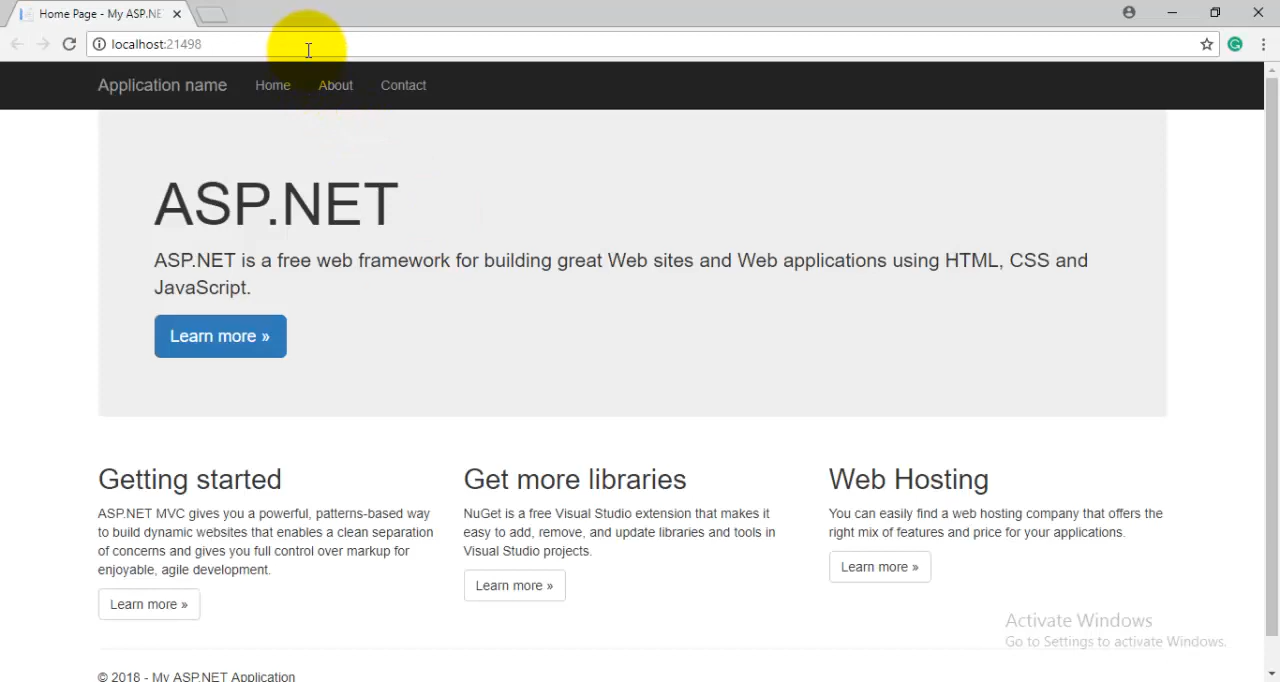 Home Page - My ASP.NE
localhost:21498
Application name Home About Contact
ASP.NET
ASP.NET is a free web framework for building great Web sites and Web applications using HTML, CSS and
JavaScript.
Learn more »
Getting started
ASP.NET MVC gives you a powerful, patterns-based way
to build dynamic websites that enables a clean separation
of concerns and gives you full control over markup for
enjoyable, agile development.
Learn more »
Get more libraries
NuGet is a free Visual Studio extension that makes it
easy to add, remove, and update libraries and tools in
Visual Studio projects.
Learn more »
Web Hosting
You can easily find a web hosting company that offers the
right mix of features and price for your applications.
Learn more »
Activate Windows
Go to Settings to activate Windows.
© 2018 - My ASP.NET Application